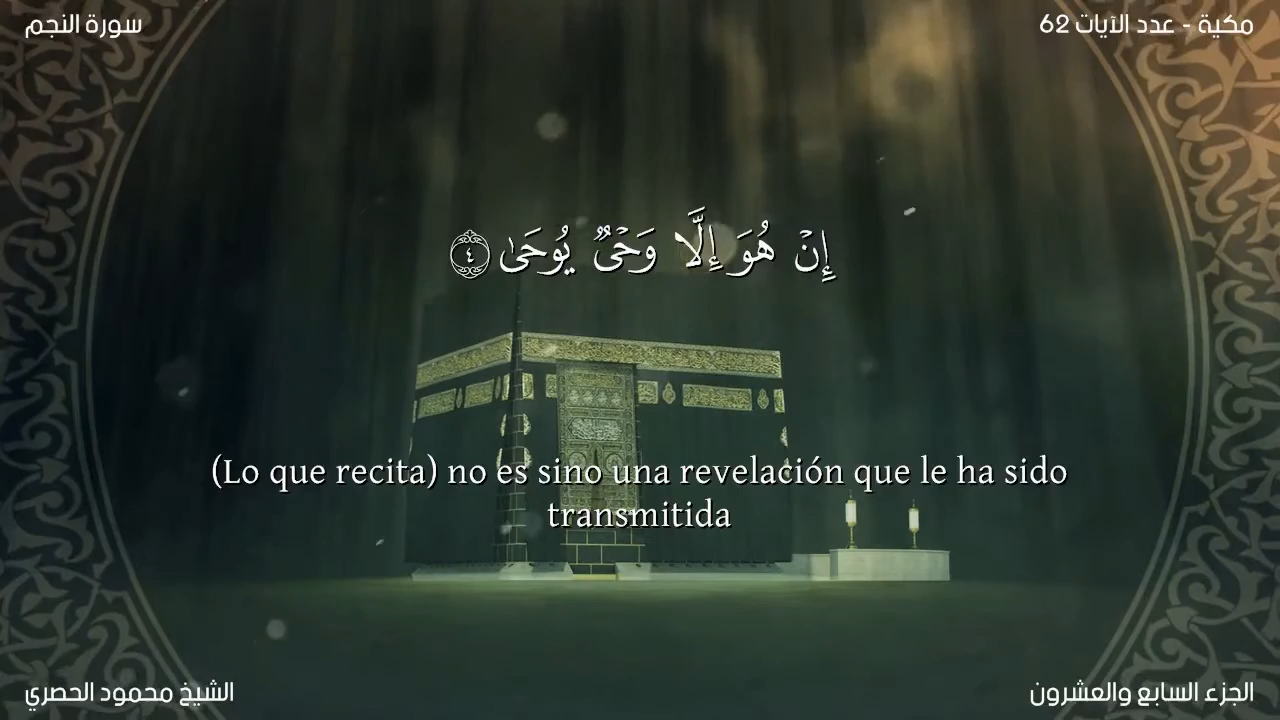 سورة النجم
مكية - عدد الآيات 62
إِنْ هُوَ إِلَّا وَحْىٌ يُوحَىٰ ٤
(Lo que recita) no es sino una revelación que le ha sido
transmitida
الشيخ محمود الحصري
الجزء السابع والعشرون